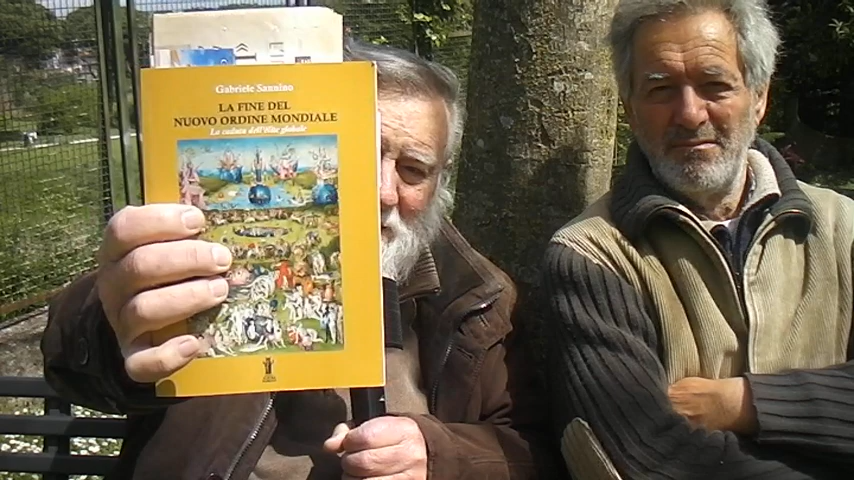 Gabriele Sannino
LA FINE DEL
NUOVO ORDINE MONDIALE
La caduta dell'élite globale